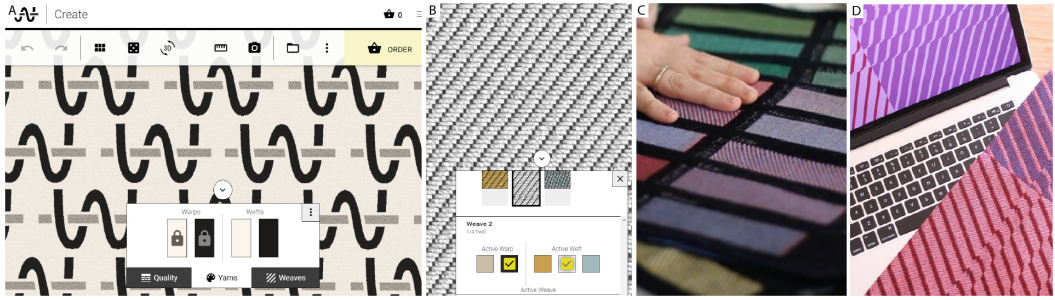 A
Create
0
3D
ORDER
Warps
Wefts
Quality
Yarns
Weaves
B
Weave 2
1/4 Twill
Active Warp
Active Weft
Active Weave
C
D